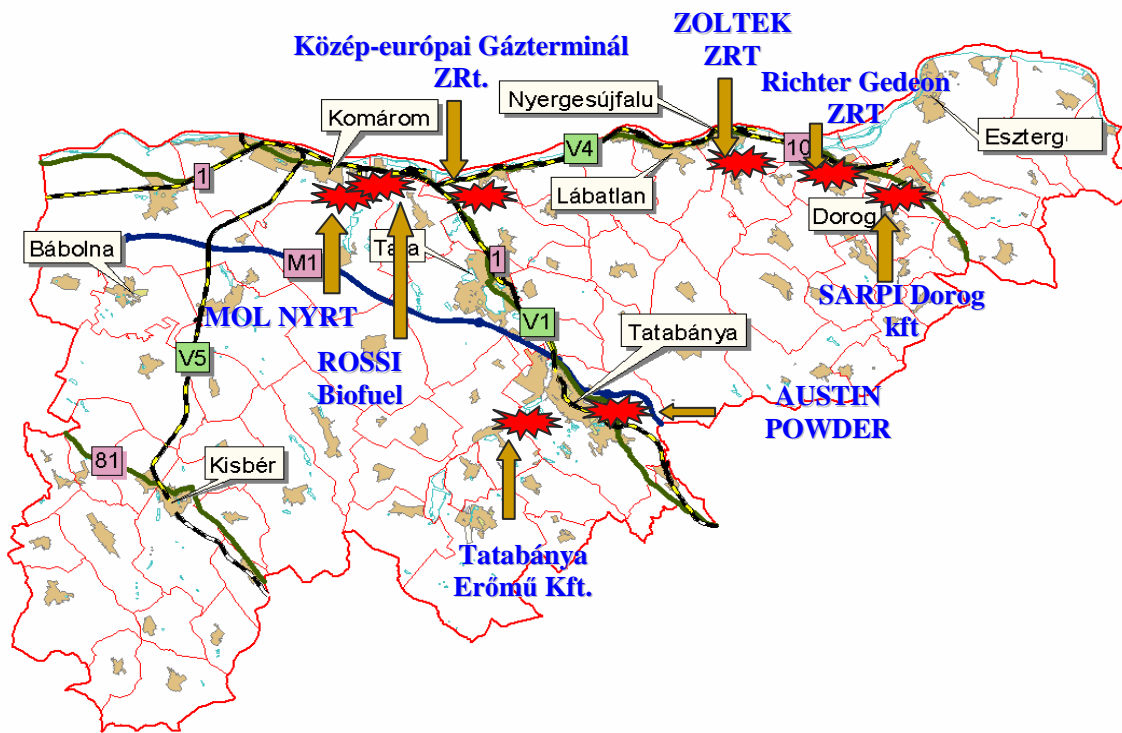 ZOLTEK
ZRT
Közép-európai Gázterminál
ZRt.
Richter Gedeon
ZRT
Nyergesújfalu
Komárom
Eszterg
V4
10
1
Lábatlan
Dorog
Bábolna
M1
Tata
1
SARPI Dorog
kft
MOL NYRT
V1
Tatabánya
V5
ROSSI
Biofuel
AUSTIN
POWDER
81
Kisbér
Tatabánya
Erőmű Kft.